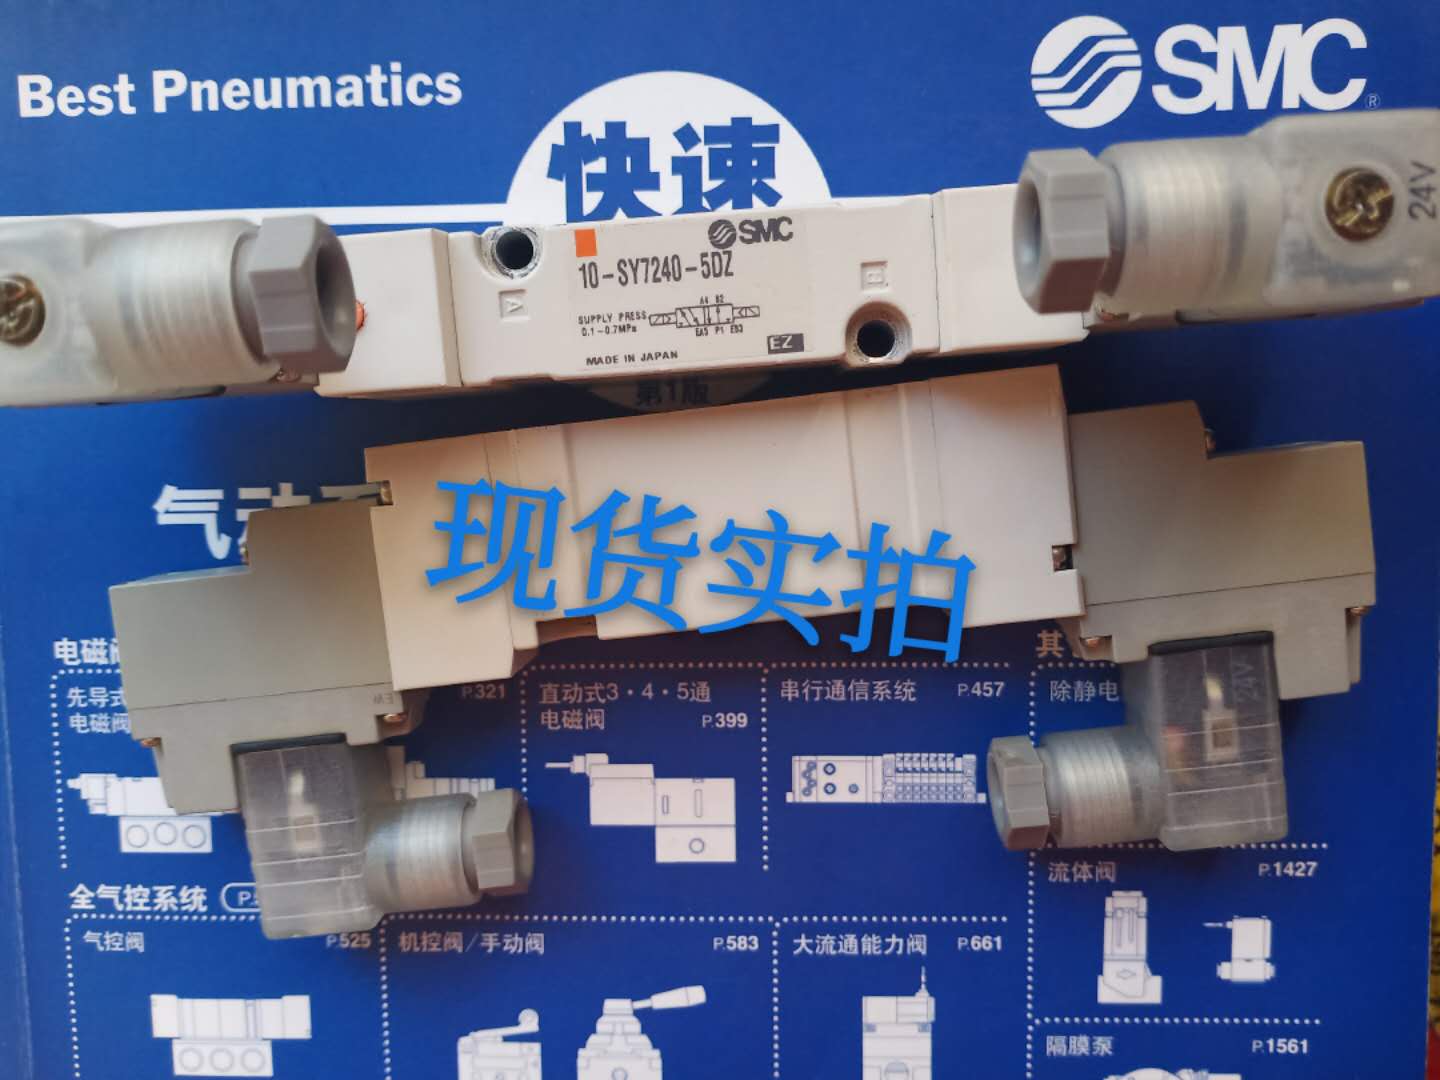 Best Pneumatics
SMC®
快速
24V
SMC
10-SY7240-5DZ
A
B
A4 B2
SUPPLY PRESS
0.1~0.7MPa
EA5 P1 EB3
EZ
MADE IN JAPAN
第1版
气动
现货实拍
电磁
其
先导式
电磁阀
P.321
直动式3・4・5通
电磁阀
P.399
串行通信系统
P.457
除静电
24V
全气控系统
流体阀
P.1427
气控阀
P.525
机控阀/手动阀
P.583
大流通能力阀
P.661
隔膜泵
P.1561